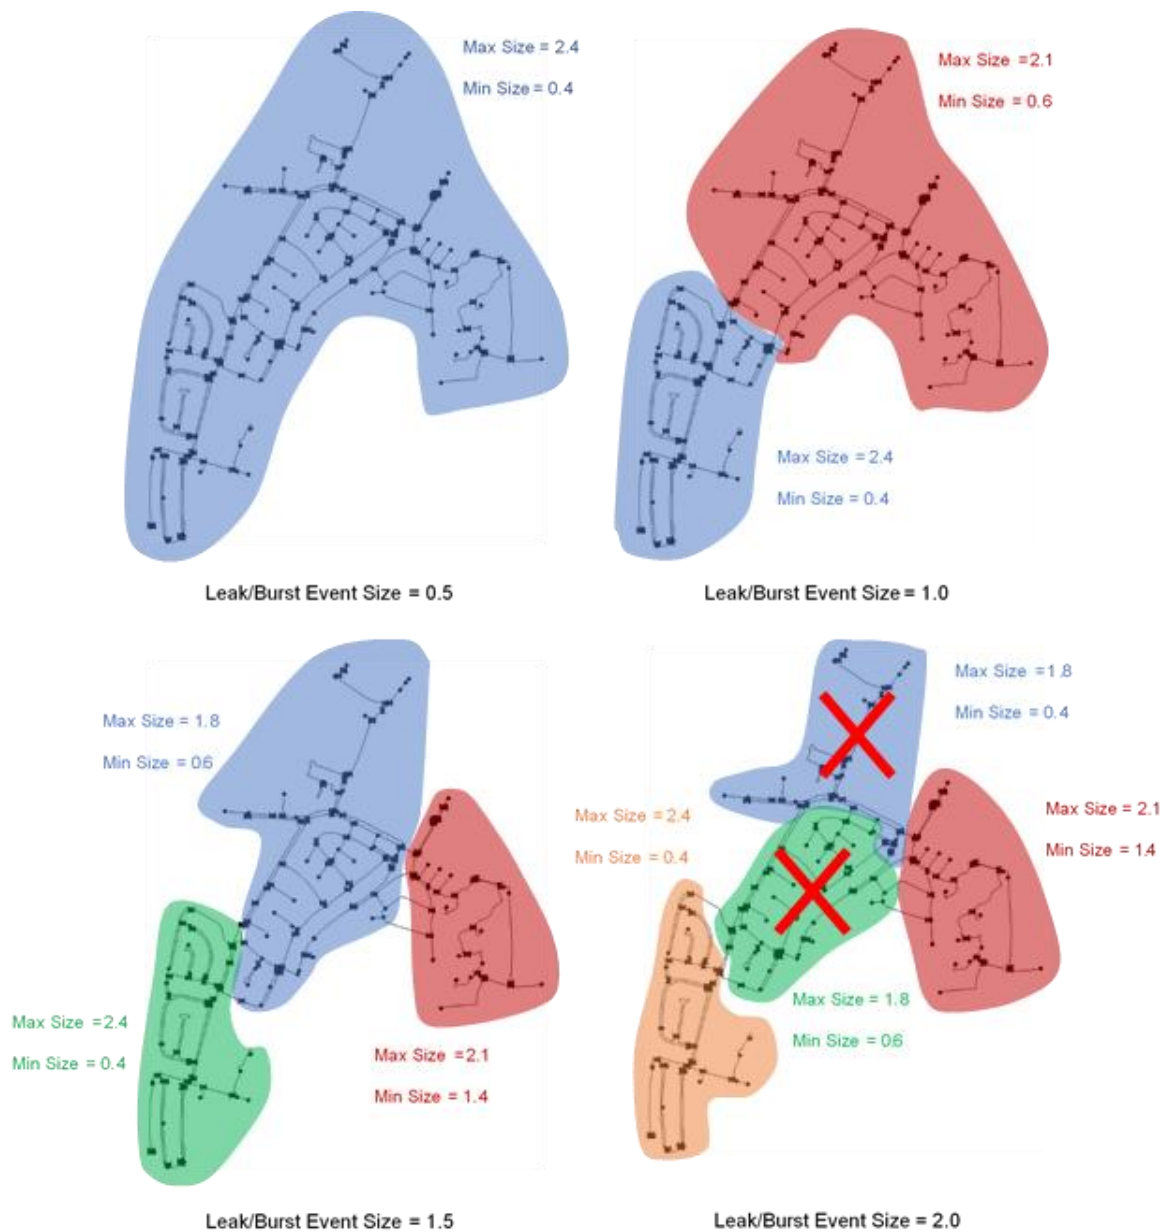 Max Size = 2.4
Min Size = 0.4
Max Size =2.1
Min Size = 0.6
Max Size = 2.4
Min Size = 0.4
Leak/Burst Event Size = 0.5
Leak/Burst Event Size = 1.0
Max Size = 1.8
Min Size = 06
Max Size =2.4
Min Size = 0.4
Max Size =2.1
Min Size = 1.4
Max Size =1.8
Min Size = 0.4
Max Size = 2.4
Min Size = 0.4
Max Size = 2.1
Min Size = 1.4
Max Size = 1.8
Min Size = 06
Leak/Burst Event Size = 1.5
Leak/Burst Event Size = 2.0